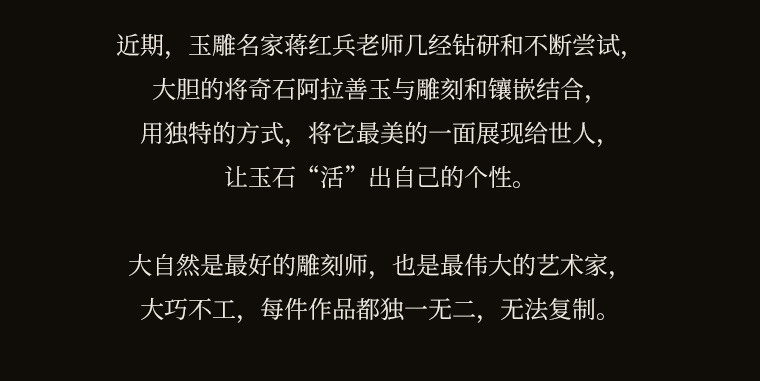 近期，玉雕名家蒋红兵老师几经钻研和不断尝试，
大胆的将奇石阿拉善玉与雕刻和镶嵌结合，
用独特的方式，将它最美的一面展现给世人，
让玉石“活”出自己的个性。
大自然是最好的雕刻师，也是最伟大的艺术家，
大巧不工，每件作品都独一无二，无法复制。